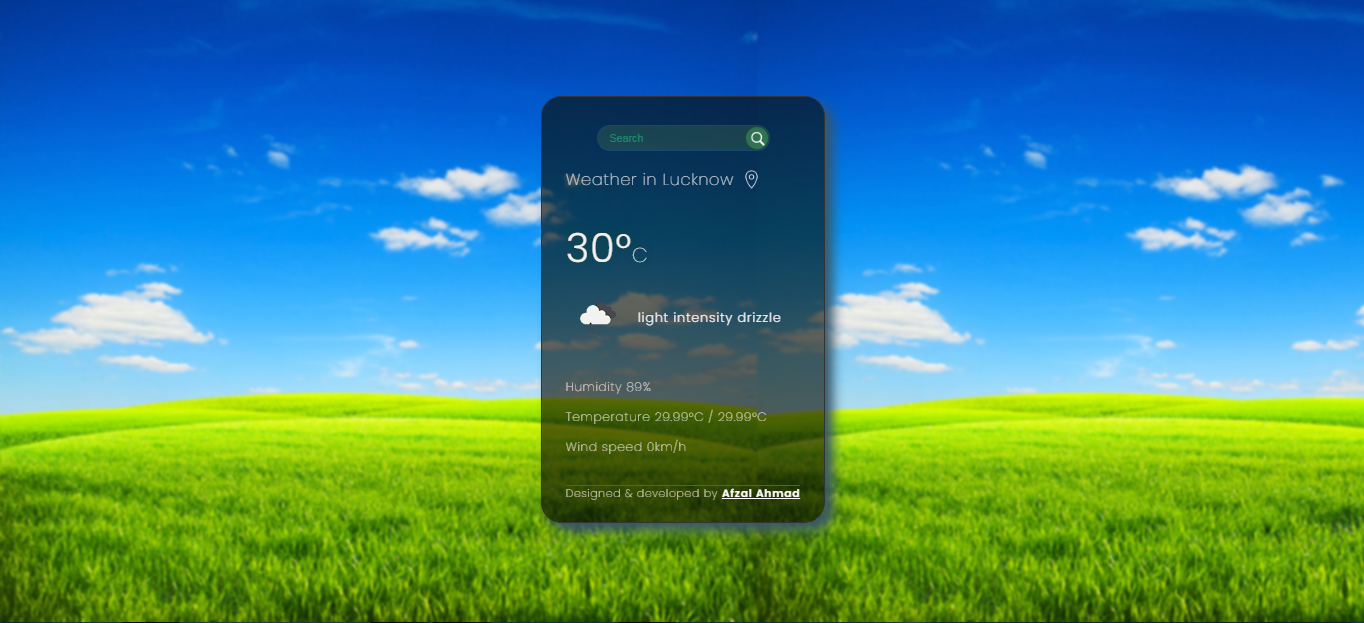 Search
Weather in Lucknow
30°C
light intensity drizzle
Humidity 89%
Temperature 29.99°C / 29.99°C
Wind speed 0km/h
Designed & developed by Afzal Ahmad